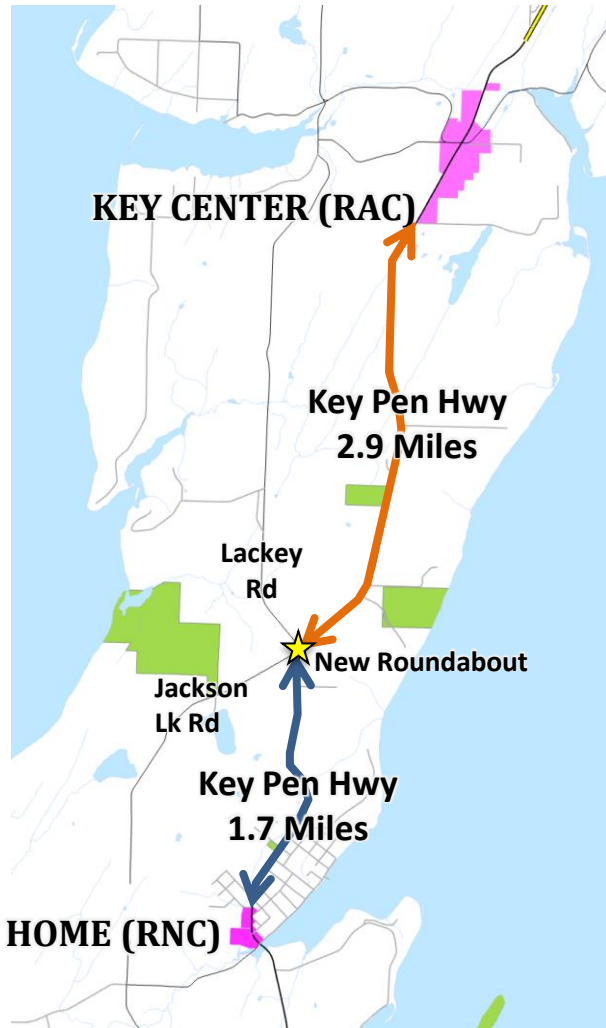 KEY CENTER (RAC)
Key Pen Hwy
2.9 Miles
Lackey
Rd
New Roundabout
Jackson
Lk Rd
Key Pen Hwy
1.7 Miles
HOME (RNC)